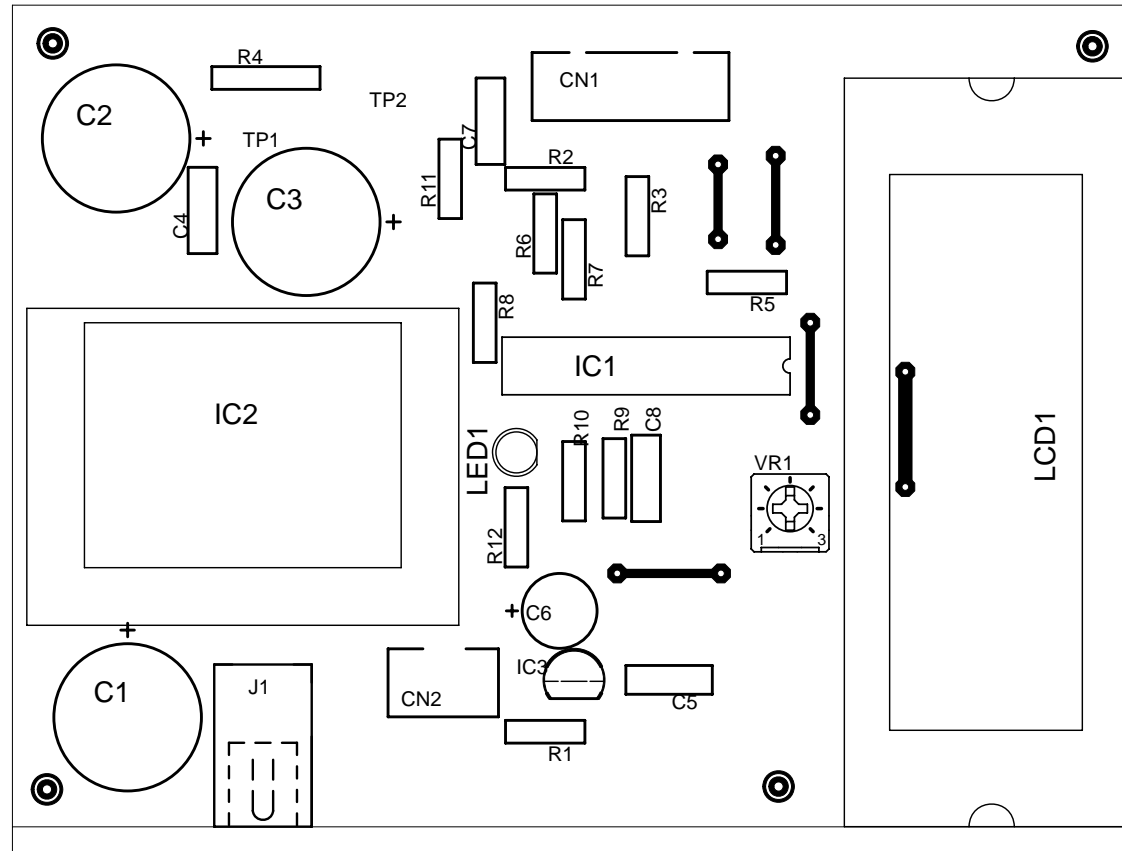 R4
CN1
C2
TP2
+
TP1
C7
R2
C3
R11
R3
C4
+
R6
R7
R8
R5
IC1
IC2
R10
R9
C8
LED1
LCD1
VR1
R12
1
3
+
C6
+
IC3
J1
C1
CN2
C5
R1